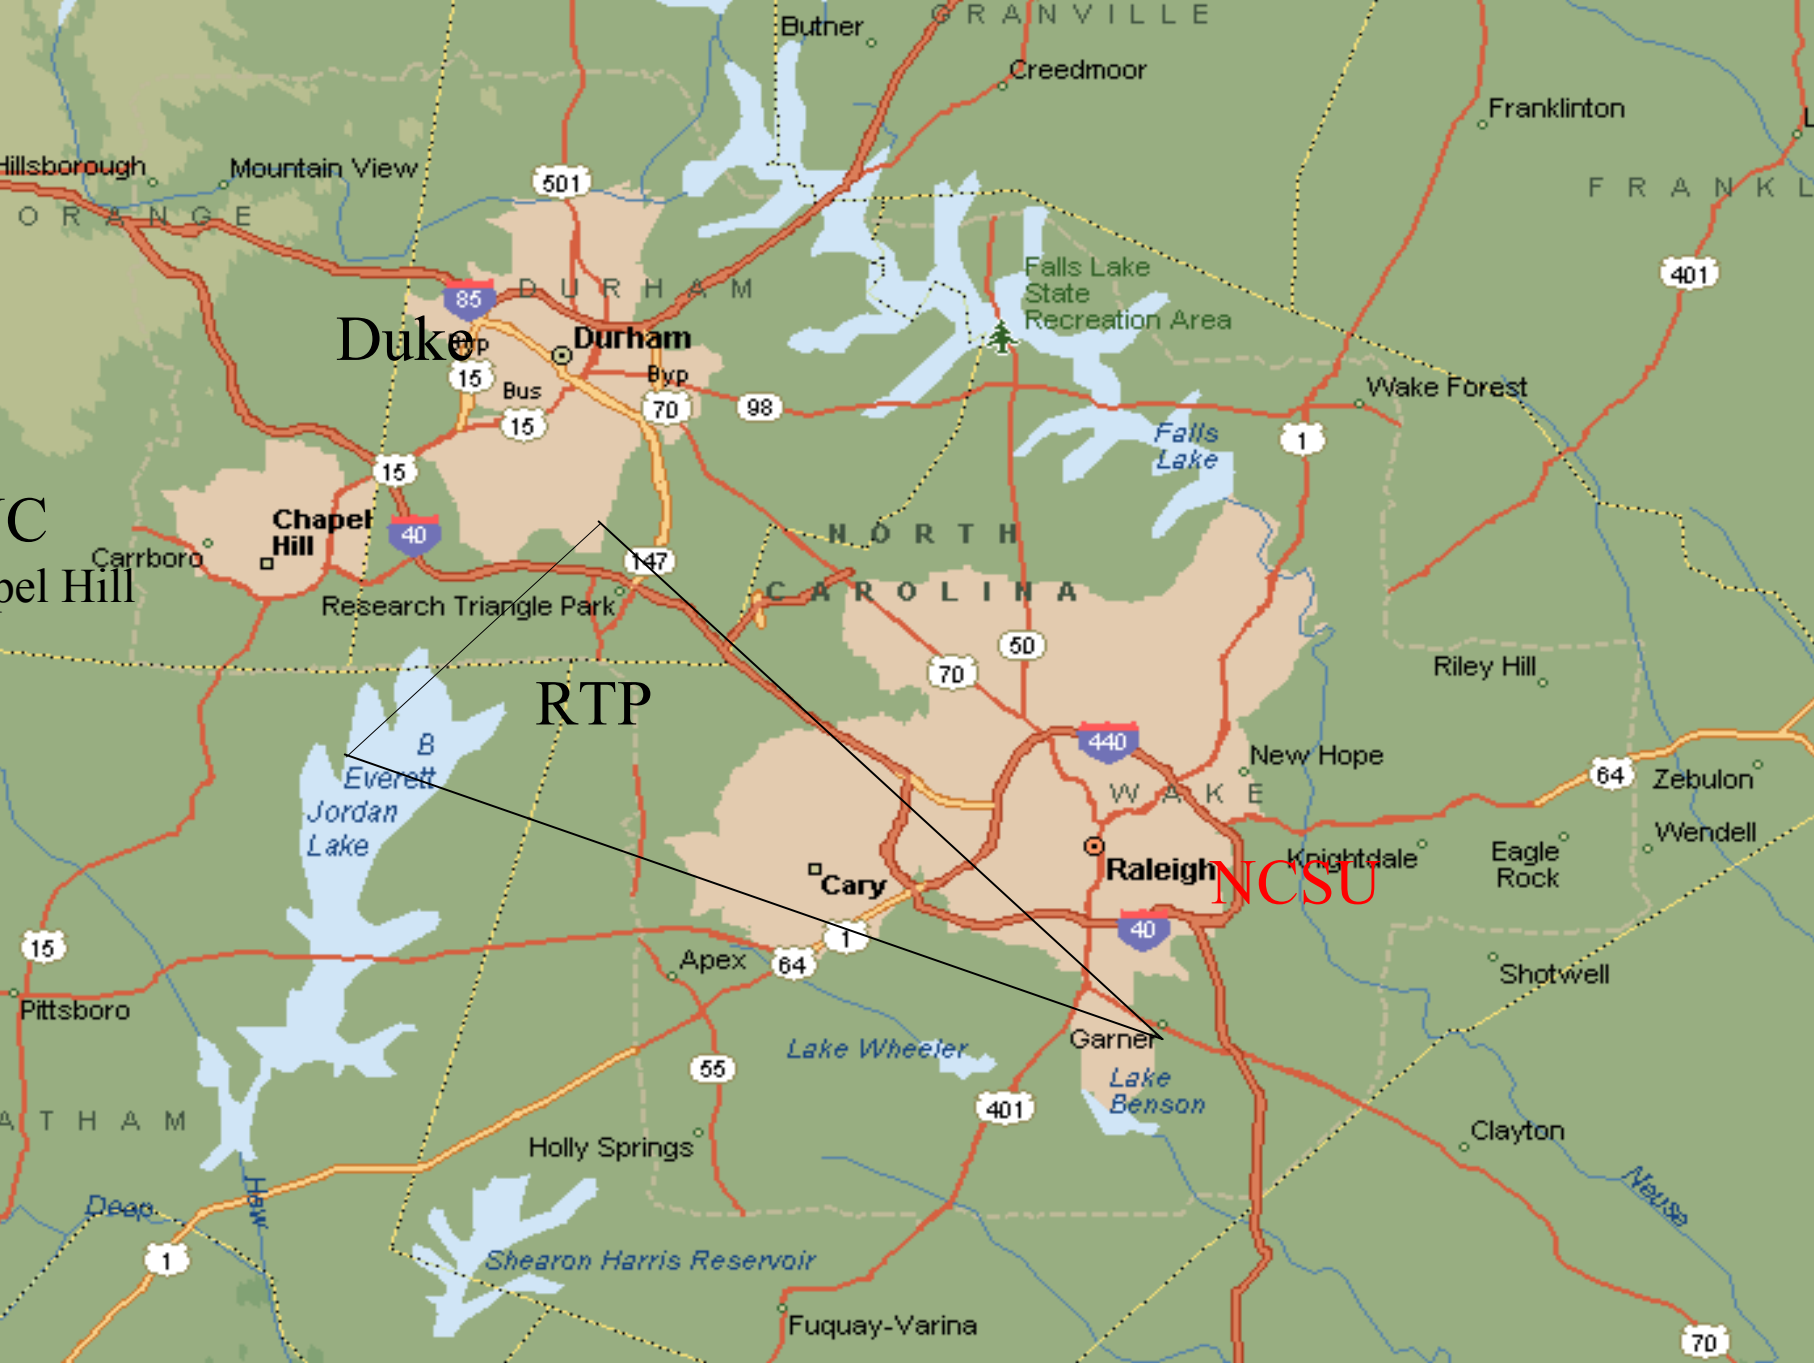 GRANVILLE
Butner
Creedmoor
Franklinton
Hillsborough
Mountain View
501
ORANGE
FRANKL
401
Falls Lake
State
Recreation Area
85
DURHAM
Duke
Durham
Byp
15
Bus
15
Byp
70
98
Wake Forest
1
Falls
Lake
15
C
Chapel
Hill
40
Carrboro
pel Hill
147
NORTH
CAROLINA
Research Triangle Park
50
70
Riley Hill
RTP
440
B
Everett
Jordan
Lake
New Hope
64
Zebulon
WAKE
Wendell
Raleigh
NCSU
Knightdale
Eagle
Rock
Cary
40
1
64
15
Apex
Shotwell
Pittsboro
Garner
Lake Wheeler
55
401
Lake
Benson
ATHAM
Holly Springs
Clayton
Deep
Haw
Neuse
1
Shearon Harris Reservoir
Fuquay-Varina
70